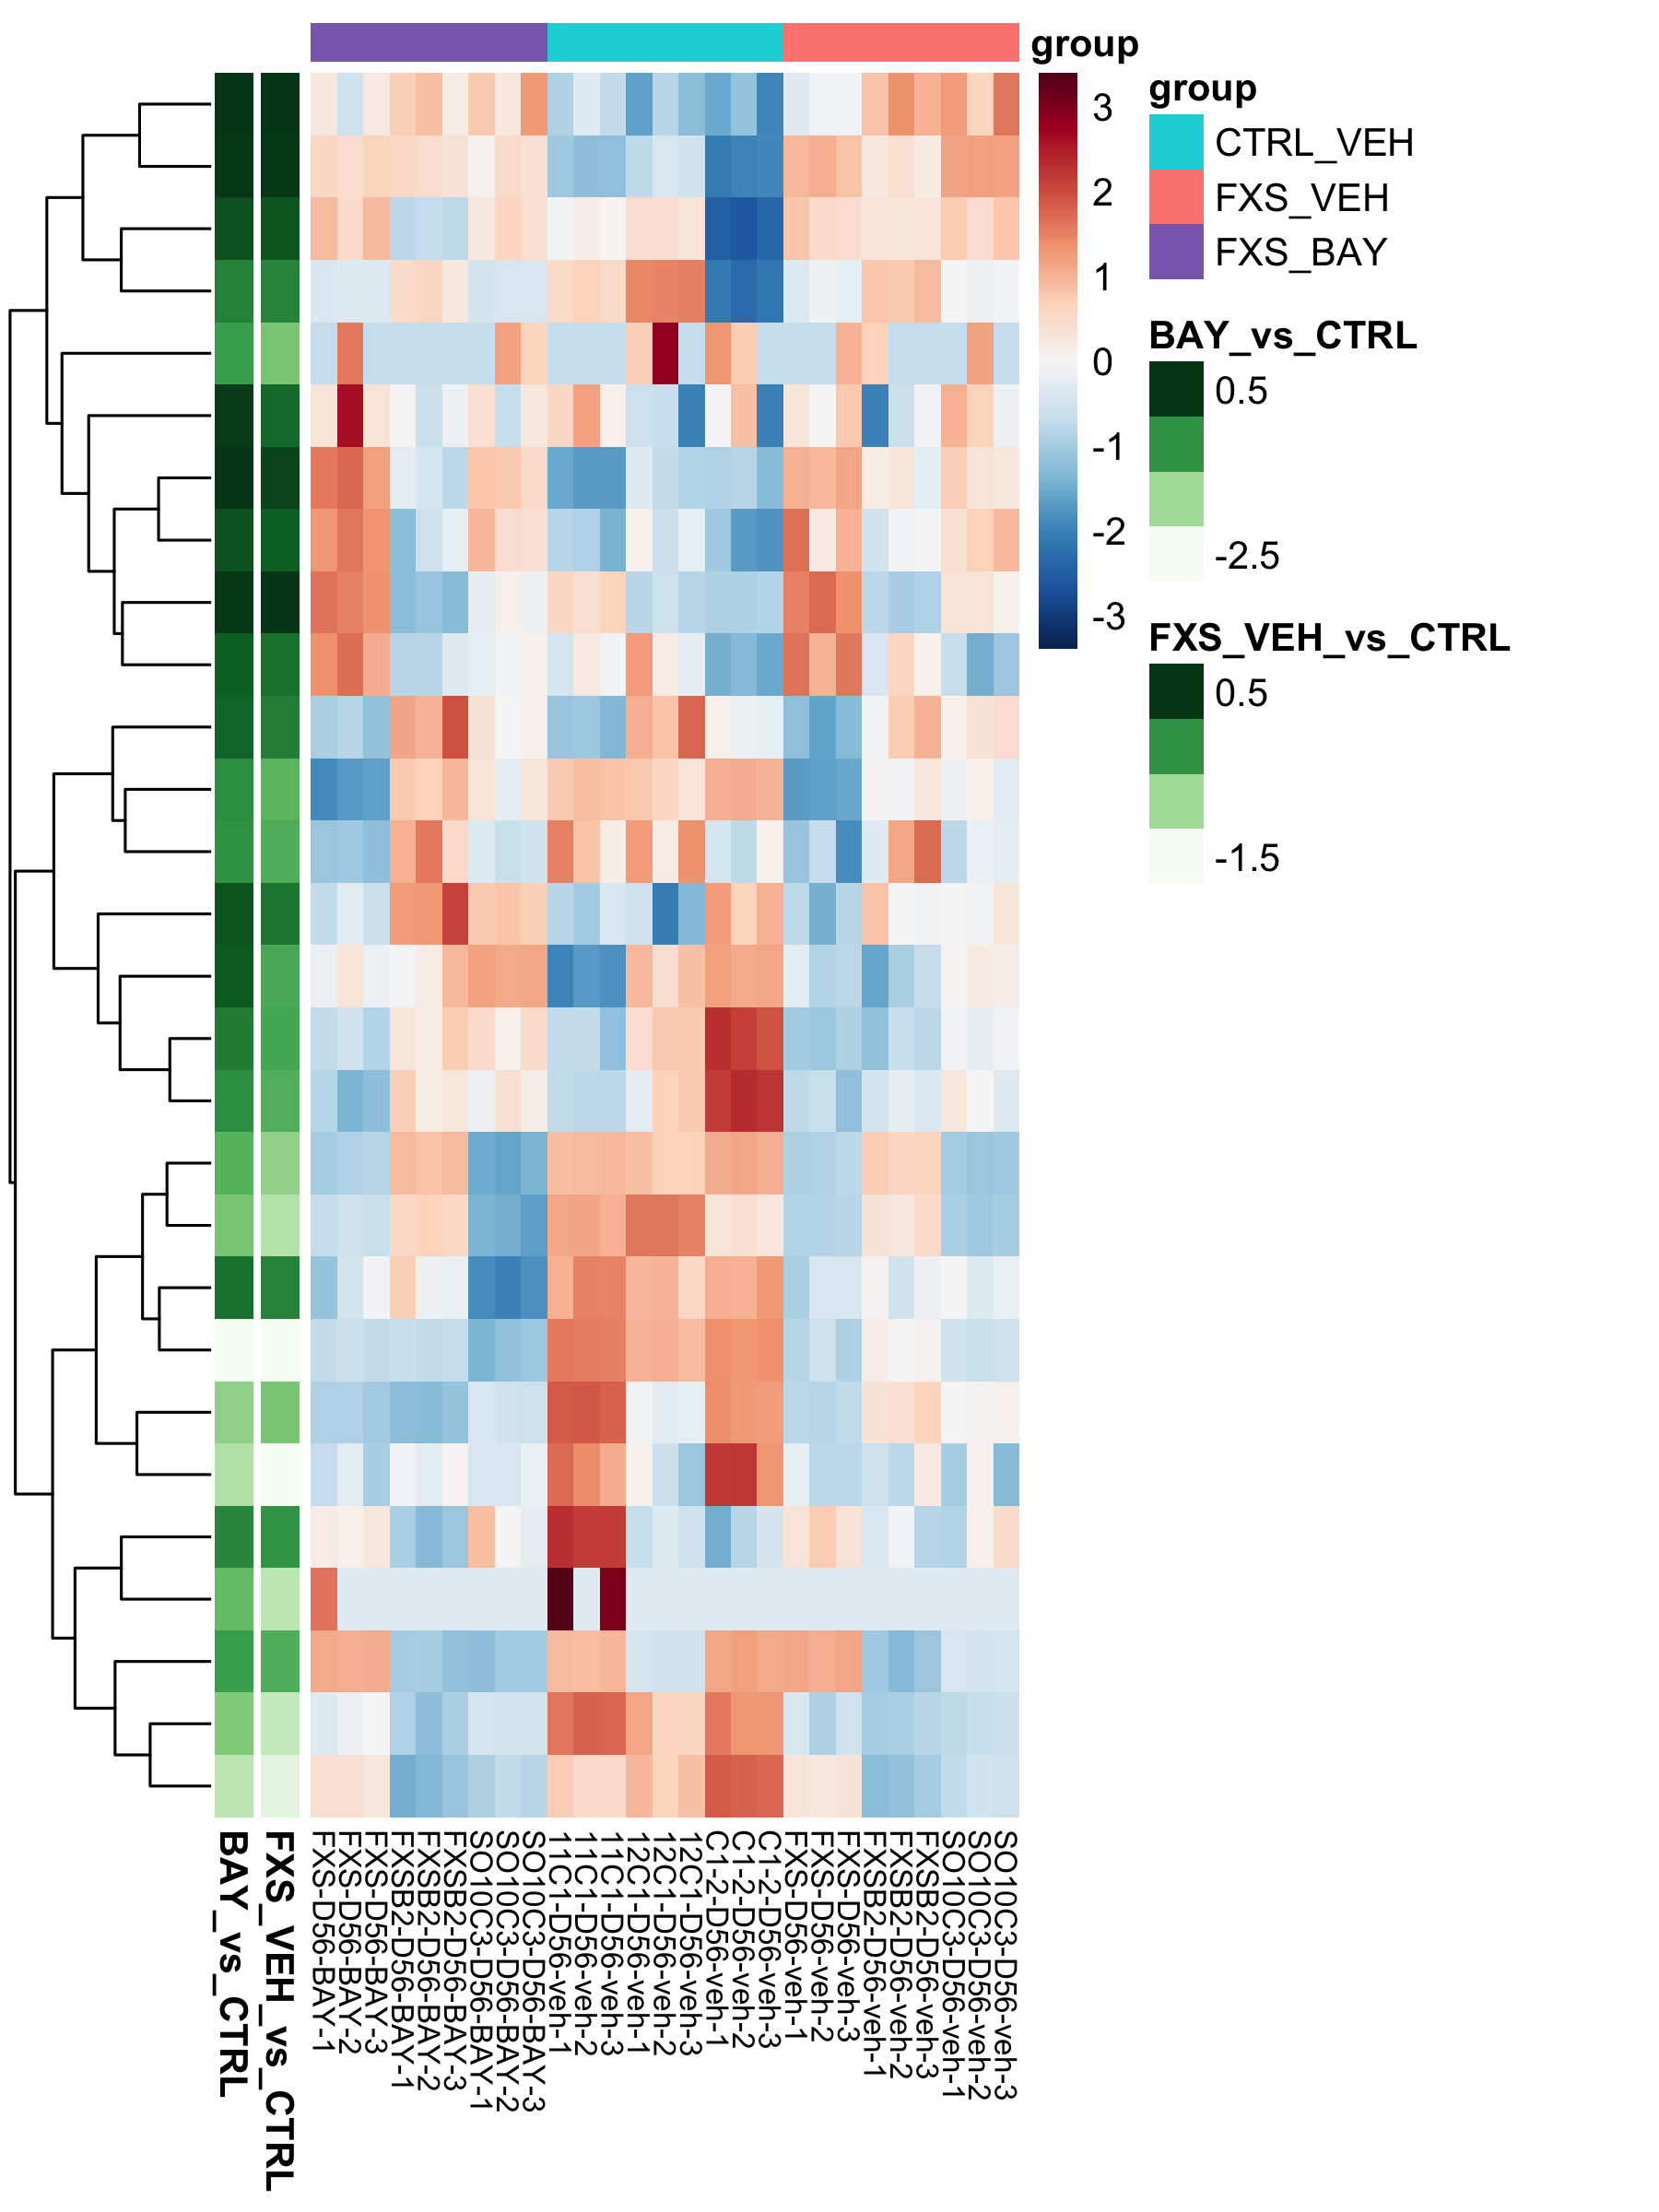 group
3
2
1
0
-1
-2
-3
group
CTRL_VEH
FXS_VEH
FXS_BAY
BAY_vs_CTRL
0.5
-2.5
FXS_VEH_vs_CTRL
0.5
-1.5
BAY_vs_CTRL
FXS_VEH_vs_CTRL
FXS-D56-BAY-1
FXS-D56-BAY-2
FXS-D56-BAY-3
FXSB2-D56-BAY-1
FXSB2-D56-BAY-2
FXSB2-D56-BAY-3
SO10C3-D56-BAY-1
SO10C3-D56-BAY-2
SO10C3-D56-BAY-3
11C1-D56-veh-1
11C1-D56-veh-2
11C1-D56-veh-3
12C1-D56-veh-1
12C1-D56-veh-2
12C1-D56-veh-3
C1-2-D56-veh-1
C1-2-D56-veh-2
C1-2-D56-veh-3
FXS-D56-veh-1
FXS-D56-veh-2
FXS-D56-veh-3
FXSB2-D56-veh-1
FXSB2-D56-veh-2
FXSB2-D56-veh-3
SO10C3-D56-veh-1
SO10C3-D56-veh-2
SO10C3-D56-veh-3